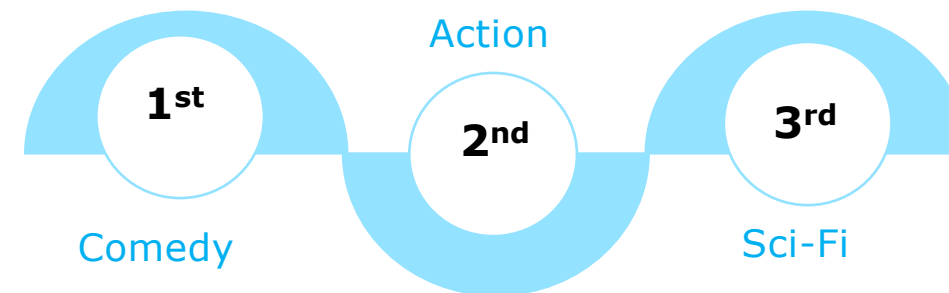 1st
Comedy
Action
2nd
3rd
Sci-Fi